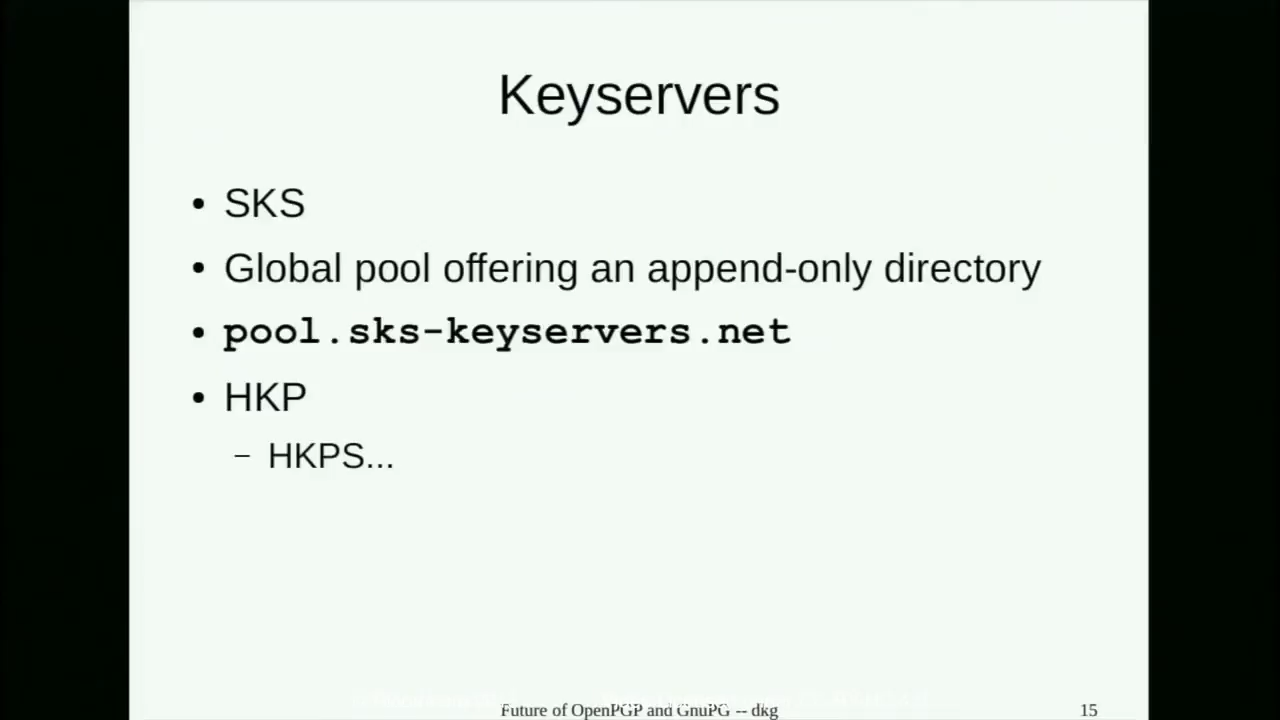 Keyservers
• SKS
• Global pool offering an append-only directory
• pool.sks-keyservers.net
• HKP
– HKPS...
Future of OpenPGP and GnuPG -- dkg
15